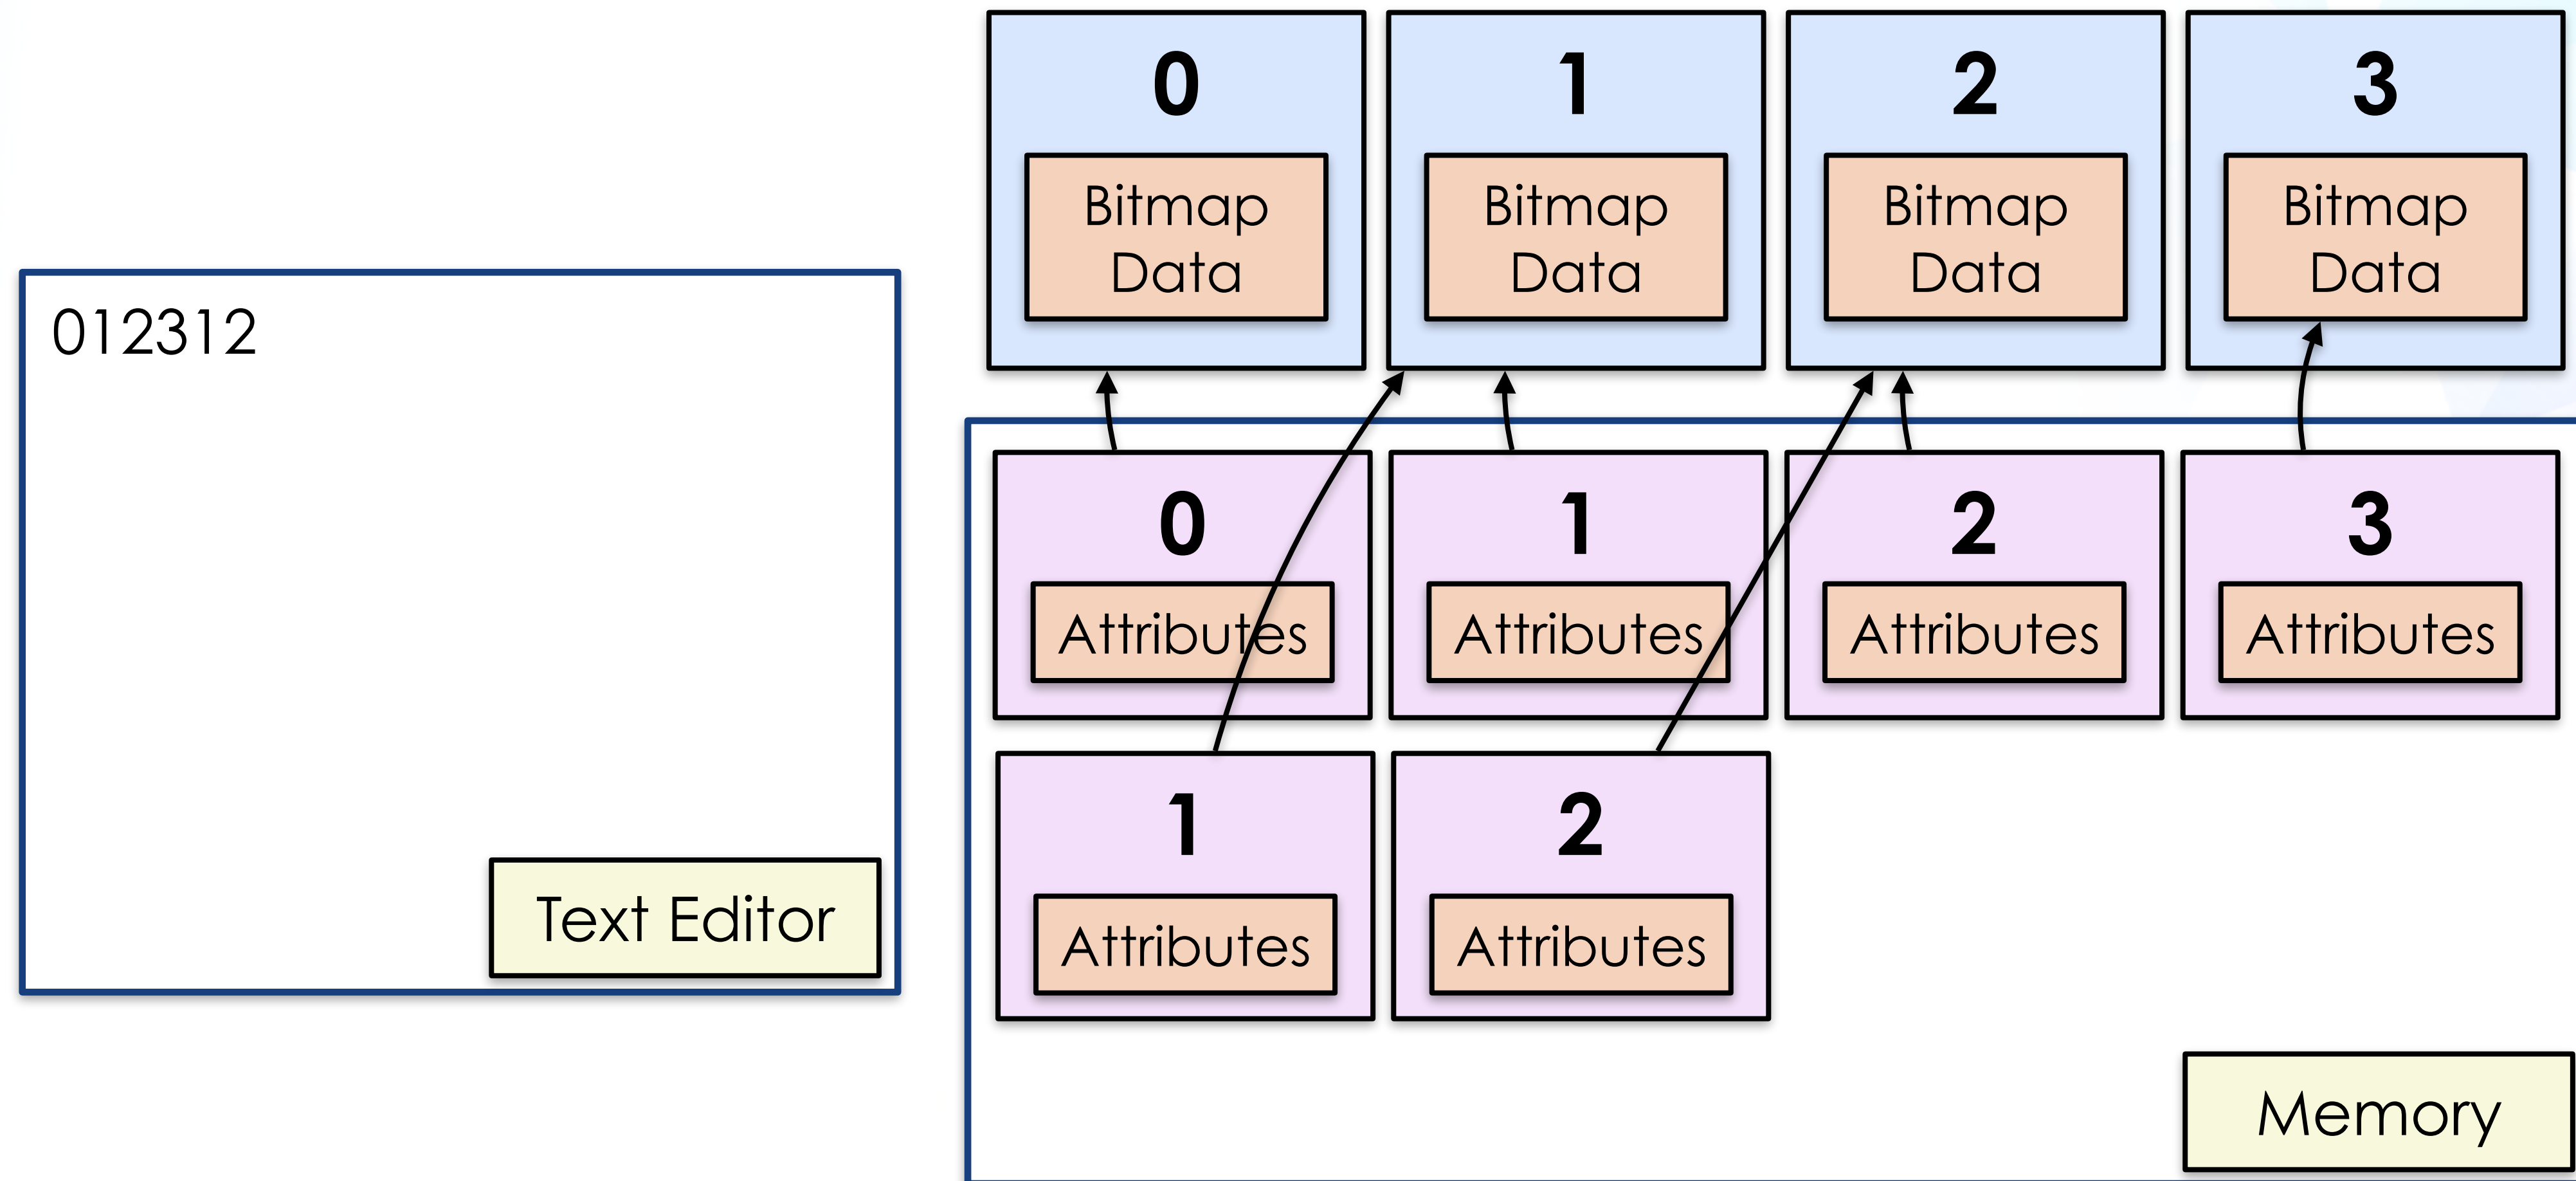 0
1
2
3
Bitmap
Data
Bitmap
Data
Bitmap
Data
Bitmap
Data
012312
Text Editor
0
Attributes
1
Attributes
2
Attributes
3
Attributes
1
Attributes
2
Attributes
Memory